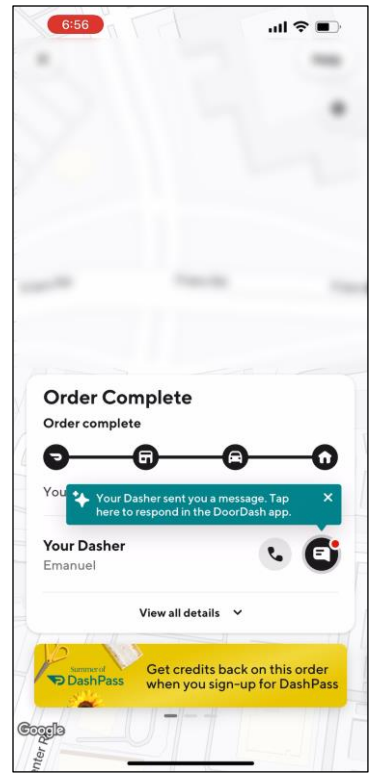 6:56
Order Complete
Order complete
You
Your Dasher sent you a message. Tap
here to respond in the DoorDash app.
Your Dasher
Emanuel
View all details
Summer of
DashPass
Get credits back on this order
when you sign-up for DashPass
Google
enter R